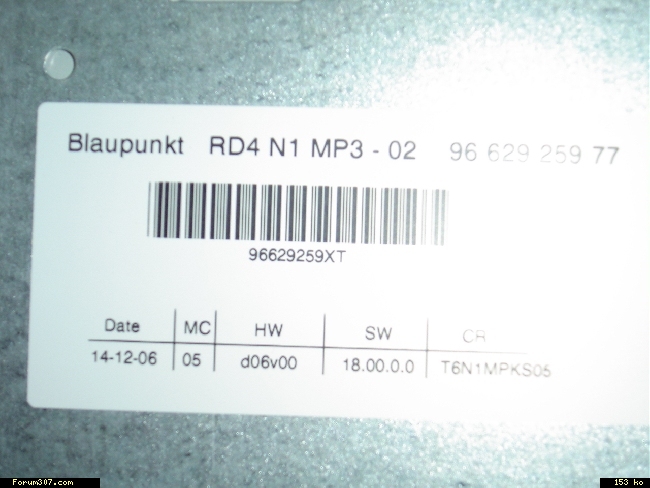 Blaupunkt RD4 N1 MP3 - 02 96 629 259 77
96629259XT
Date MC HW SW CR
14-12-06 05 d06v00 18.00.0.0 T6N1MPKS05
Forum307.com 153 ko